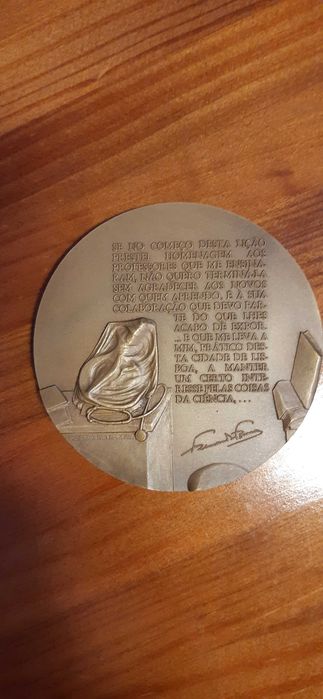 SE NO COMEÇO DESTA LIÇÃO
PRESTEI HOMENAGEM AOS
PROFESSORES QUE ME ENSINA-
RAM, NÃO QUERO TERMINÁ-LA
SEM AGRADECER AOS NOVOS
COM QUEM APRENDO, E À SUA
COLABORAÇÃO QUE DEVO PAR-
TE DO QUE LHES
ACABO DE EXPOR.
... E QUE ME LEVA A
MIM, PRÁTICO DES-
TA CIDADE DE LIS-
BOA, A MANTER
UM CERTO INTE-
RESSE PELAS COISAS
DA CIÊNCIA, ...